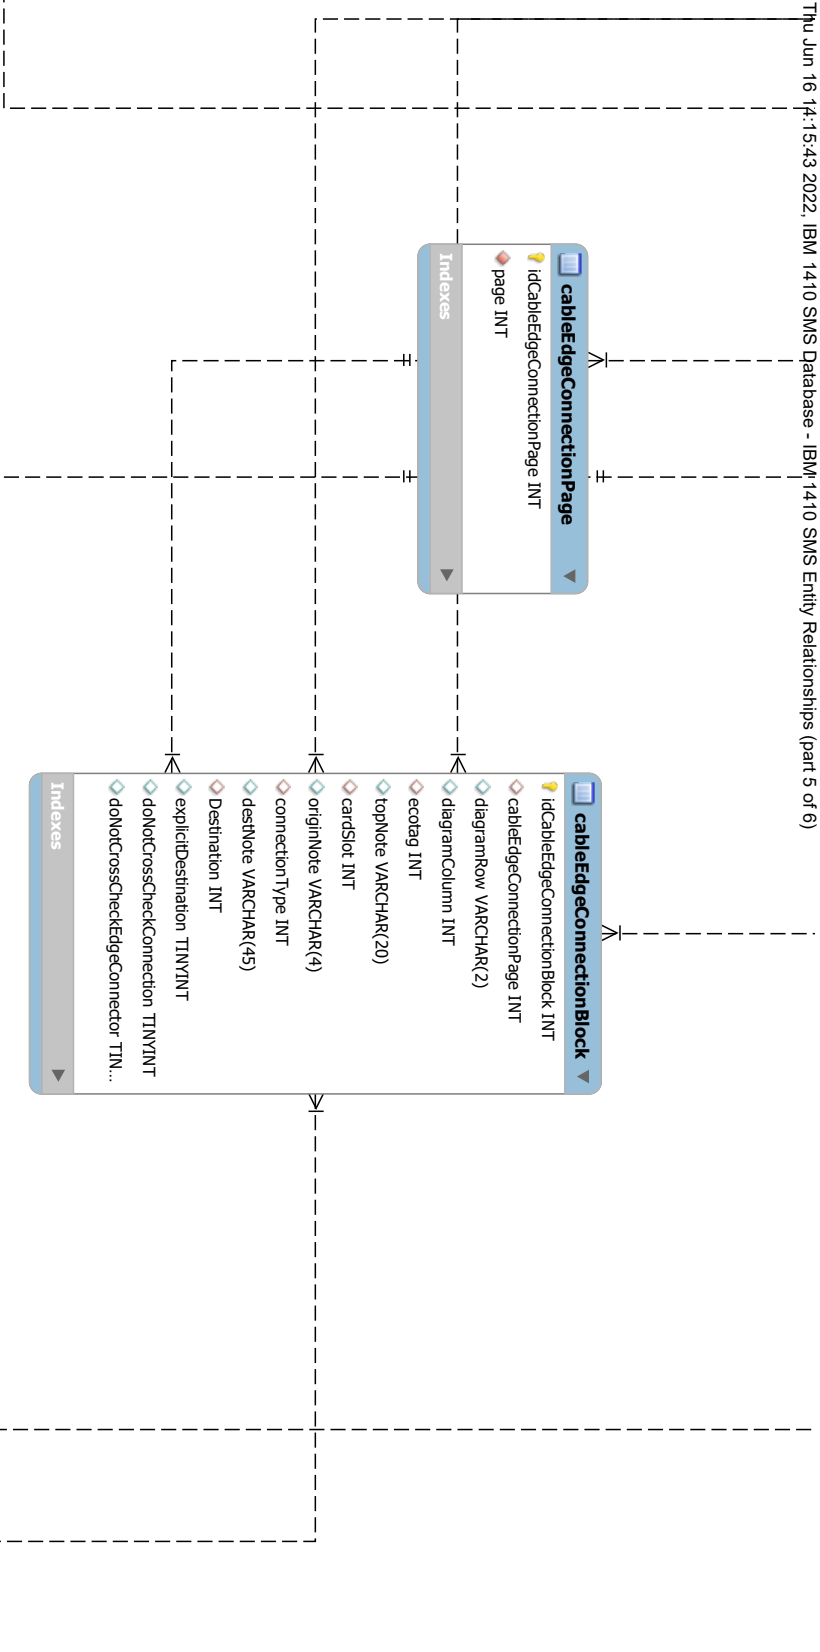 Thu Jun 16 14:15:43 2022, IBM 1410 SMS Database - IBM 1410 SMS Entity Relationships (part 5 of 6)
cableEdgeConnectionPage
idCableEdgeConnectionPage INT
page INT
Indexes
cableEdgeConnectionBlock
idCableEdgeConnectionBlock INT
cableEdgeConnectionPage INT
diagramRow VARCHAR(2)
diagramColumn INT
ecotag INT
topNote VARCHAR(20)
cardSlot INT
originNote VARCHAR(4)
connectionType INT
destNote VARCHAR(45)
Destination INT
explicitDestination TINYINT
doNotCrossCheckConnection TINYINT
doNotCrossCheckEdgeConnector TIN...
Indexes